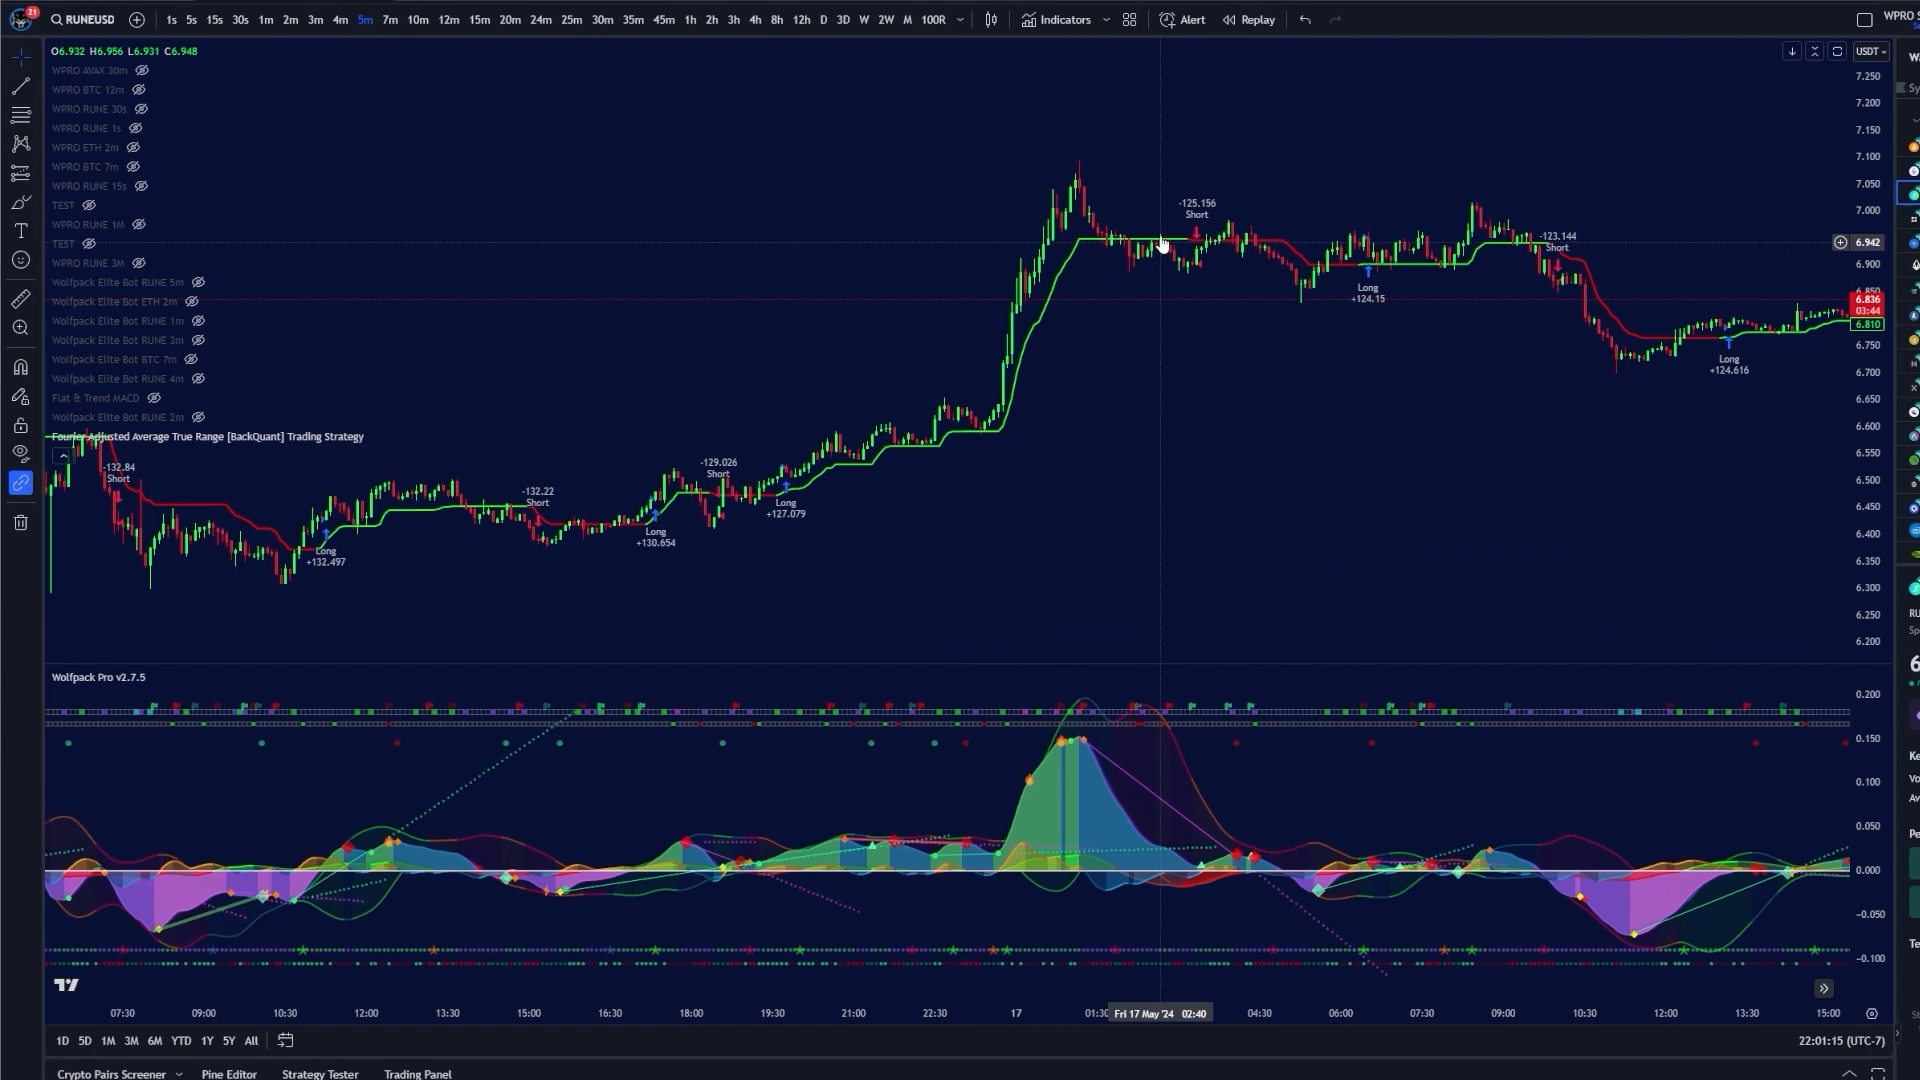 21 RUNEUSD 1s 5s 15s 30s 1m 2m 3m 4m 5m 7m 10m 12m 15m 20m 24m 25m 30m 35m 45m 1h 2h 3h 4h 8h 12h D 3D W 2W M 100R Indicators Alert Replay WPRO S
O6.932 H6.956 L6.931 C6.948
USDT
WPRO AVAX 30m
WPRO BTC 12m
WPRO RUNE 30s
WPRO RUNE 1s
WPRO ETH 2m
WPRO BTC 7m
WPRO RUNE 15s
TEST
WPRO RUNE 1M
TEST
WPRO RUNE 3M
Wolfpack Elite Bot RUNE 5m
Wolfpack Elite Bot ETH 2m
Wolfpack Elite Bot RUNE 1m
Wolfpack Elite Bot RUNE 3m
Wolfpack Elite Bot BTC 7m
Wolfpack Elite Bot RUNE 4m
Flat & Trend MACD
Wolfpack Elite Bot RUNE 2m
Fourier Adjusted Average True Range [BackQuant] Trading Strategy
-132.84
Short
Long
+132.497
-132.22
Short
Long
+130.654
-129.026
Short
Long
+127.079
-125.156
Short
Long
+124.15
-123.144
Short
Long
+124.616
7.250
7.200
7.150
7.100
7.050
7.000
6.942
6.900
6.850
6.836
03:44
6.810
6.750
6.700
6.650
6.600
6.550
6.500
6.450
6.400
6.350
6.300
6.250
6.200
Wolfpack Pro v2.7.5
0.200
0.150
0.100
0.050
0.000
−0.050
−0.100
07:30 09:00 10:30 12:00 13:30 15:00 16:30 18:00 19:30 21:00 22:30 17 01:30 Fri 17 May '24 02:40 04:30 06:00 07:30 09:00 10:30 12:00 13:30 15:00
1D 5D 1M 3M 6M YTD 1Y 5Y All 22:01:15 (UTC-7)
Crypto Pairs Screener Pine Editor Strategy Tester Trading Panel